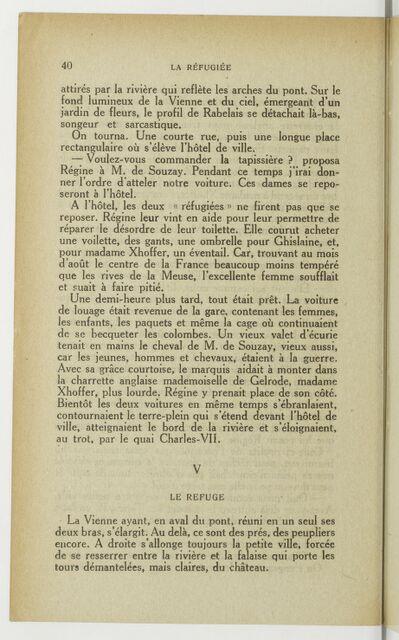 40 LA RÉFUGIÉE
attirés par la rivière qui reflète les arches du pont. Sur le
fond lumineux de la Vienne et du ciel, émergeant d'un
jardin de fleurs, le profil de Rabelais se détachait là-bas,
songeur et sarcastique.
On tourna. Une courte rue, puis une longue place
rectangulaire où s'élève l'hôtel de ville.
— Voulez-vous commander la tapissière ? proposa
Régine à M. de Souzay. Pendant ce temps j'irai don-
ner l'ordre d'atteler notre voiture. Ces dames se repo-
seront à l'hôtel.
A l'hôtel, les deux « réfugiées » ne firent pas que se
reposer. Régine leur vint en aide pour leur permettre de
réparer le désordre de leur toilette. Elle courut acheter
une voilette, des gants, une ombrelle pour Ghislaine, et,
pour madame Xhoffer, un éventail. Car, trouvant au mois
d'août le centre de la France beaucoup moins tempéré
que les rives de la Meuse, l'excellente femme soufflait
et suait à faire pitié.
Une demi-heure plus tard, tout était prêt. La voiture
de louage était revenue de la gare, contenant les femmes,
les enfants, les paquets et même la cage où continuaient
de se becqueter les colombes. Un vieux valet d'écurie
tenait en mains le cheval de M. de Souzay, vieux aussi,
car les jeunes, hommes et chevaux, étaient à la guerre.
Avec sa grâce courtoise, le marquis aidait à monter dans
la charrette anglaise mademoiselle de Gelrode, madame
Xhoffer, plus lourde. Régine y prenait place de son côté.
Bientôt les deux voitures en même temps s'ébranlaient,
contournaient le terre-plein qui s'étend devant l'hôtel de
ville, atteignaient le bord de la rivière et s'éloignaient,
au trot, par le quai Charles-VII.
V
LE REFUGE
La Vienne ayant, en aval du pont, réuni en un seul ses
deux bras, s'élargit. Au delà, ce sont des prés, des peupliers
encore. A droite s'allonge toujours la petite ville, forcée
de se resserrer entre la rivière et la falaise qui porte les
tours démantelées, mais claires, du château.